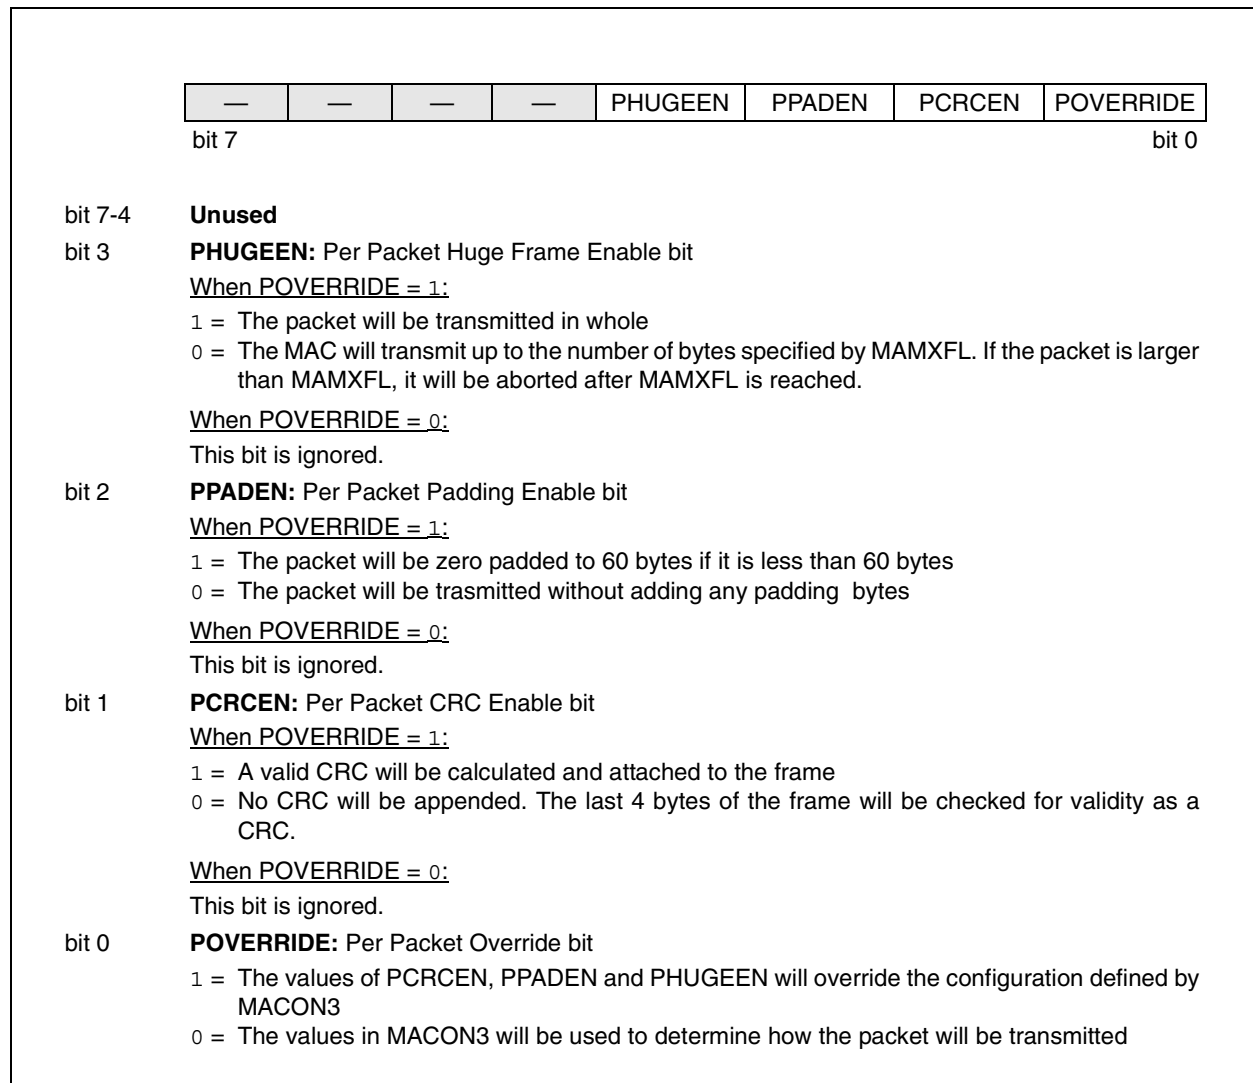 — — — — PHUGEEN PPADEN PCRCEN POVERRIDE
bit 7 bit 0
bit 7-4 Unused
bit 3 PHUGEEN: Per Packet Huge Frame Enable bit
When POVERRIDE = 1:
1 = The packet will be transmitted in whole
0 = The MAC will transmit up to the number of bytes specified by MAMXFL. If the packet is larger
than MAMXFL, it will be aborted after MAMXFL is reached.
When POVERRIDE = 0:
This bit is ignored.
bit 2 PPADEN: Per Packet Padding Enable bit
When POVERRIDE = 1:
1 = The packet will be zero padded to 60 bytes if it is less than 60 bytes
0 = The packet will be trasmitted without adding any padding bytes
When POVERRIDE = 0:
This bit is ignored.
bit 1 PCRCEN: Per Packet CRC Enable bit
When POVERRIDE = 1:
1 = A valid CRC will be calculated and attached to the frame
0 = No CRC will be appended. The last 4 bytes of the frame will be checked for validity as a
CRC.
When POVERRIDE = 0:
This bit is ignored.
bit 0 POVERRIDE: Per Packet Override bit
1 = The values of PCRCEN, PPADEN and PHUGEEN will override the configuration defined by
MACON3
0 = The values in MACON3 will be used to determine how the packet will be transmitted